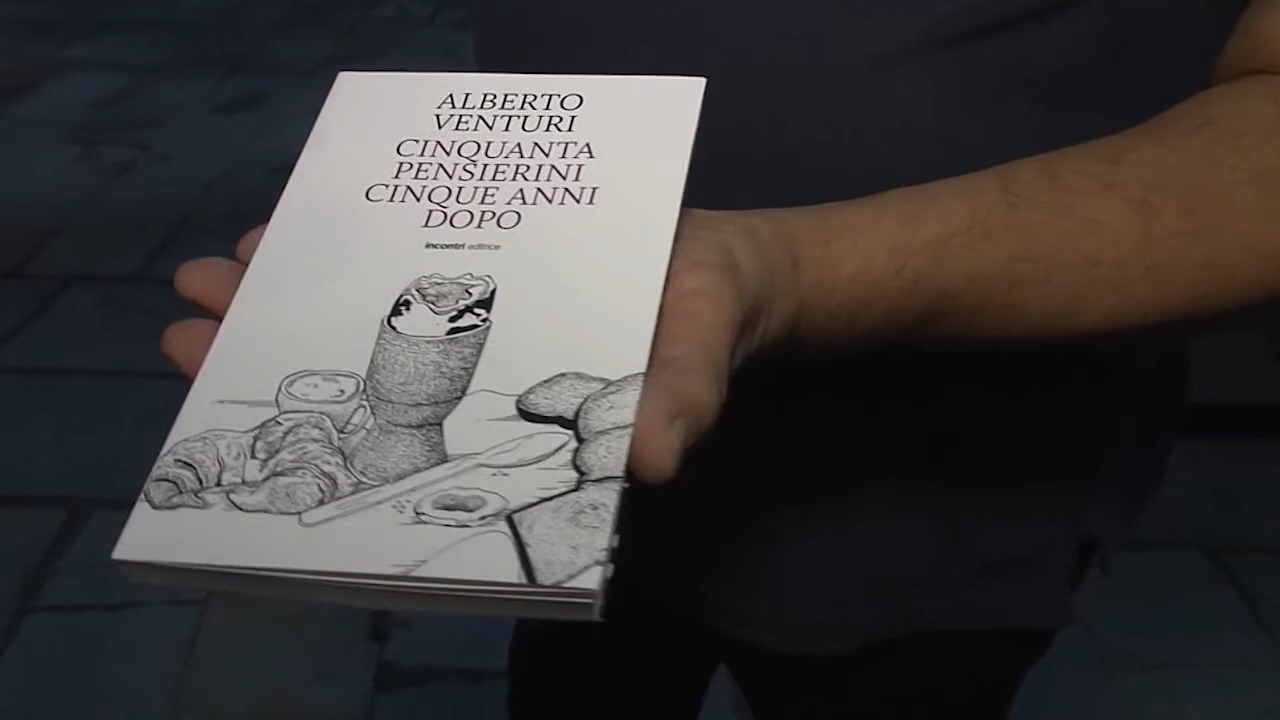 ALBERTO
VENTURI
CINQUANTA
PENSIERINI
CINQUE ANNI
DOPO
incontri editrice